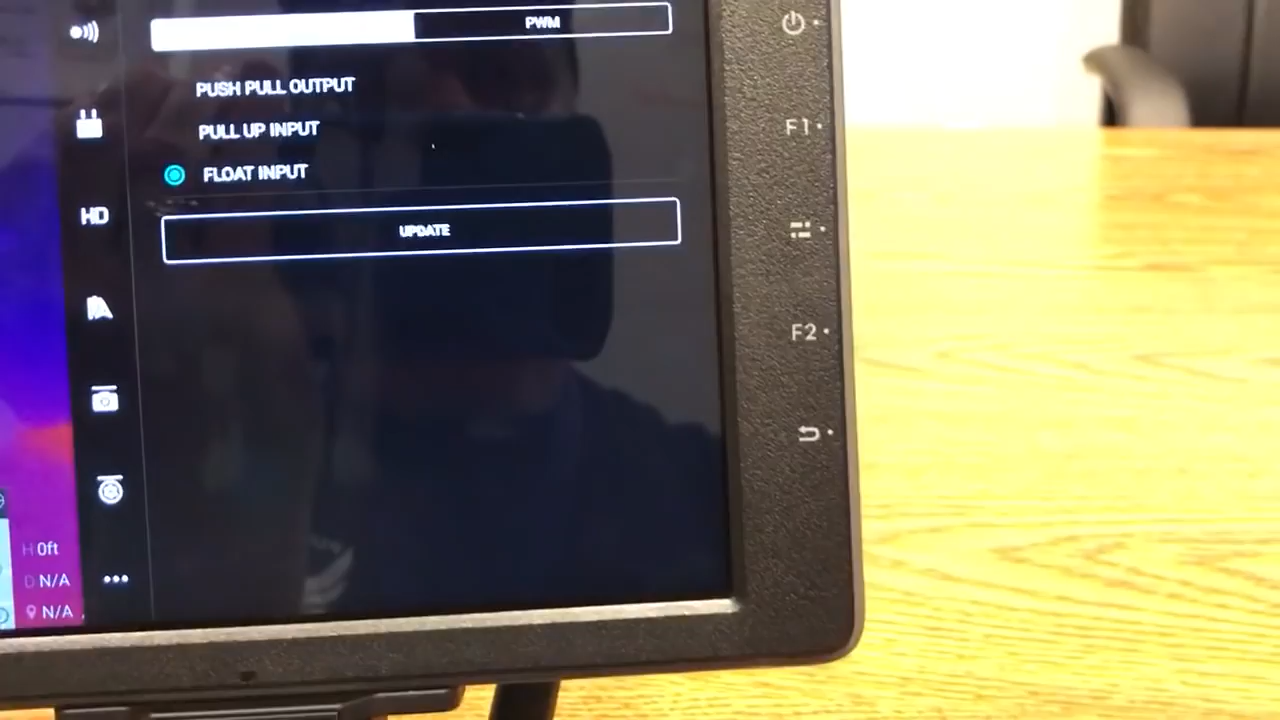 PWM
PUSH PULL OUTPUT
PULL UP INPUT
FLOAT INPUT
UPDATE
HD
H 0ft
D N/A
N/A
F1
F2